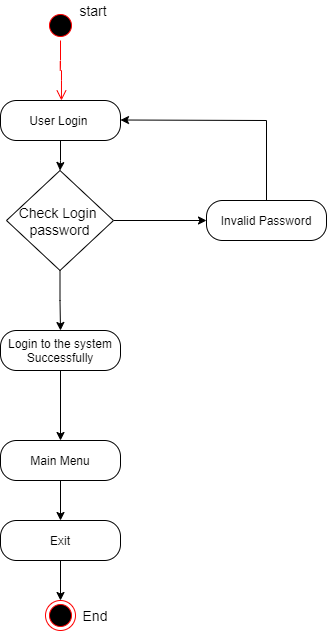 start
User Login
Check Login
password
Invalid Password
Login to the system
Successfully
Main Menu
Exit
End